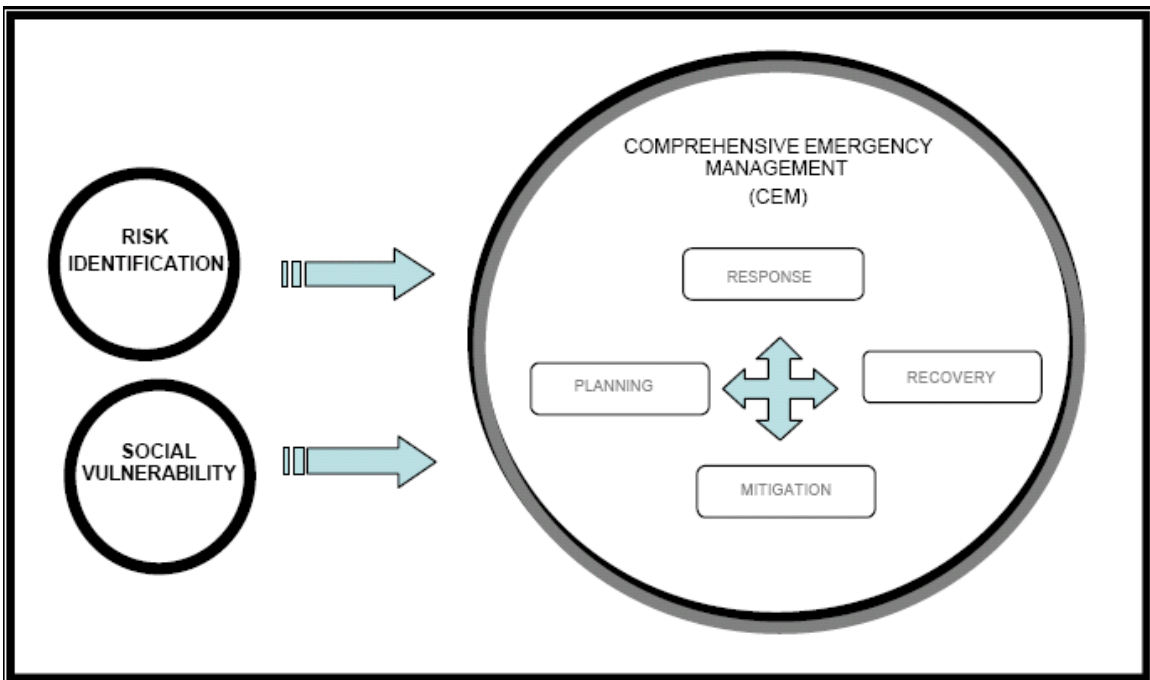 RISK
IDENTIFICATION
SOCIAL
VULNERABILITY
COMPREHENSIVE EMERGENCY
MANAGEMENT
(CEM)
RESPONSE
PLANNING
RECOVERY
MITIGATION